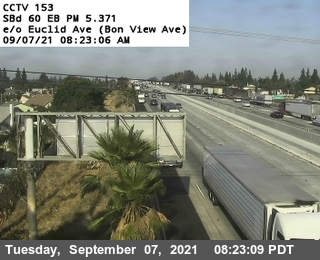 CCTV 153
SBd 60 EB PM 5.371
e/o Euclid Ave (Bon View Ave)
09/07/21 08:23:06 AM
Tuesday, September 07, 2021 08:23:09 PDT